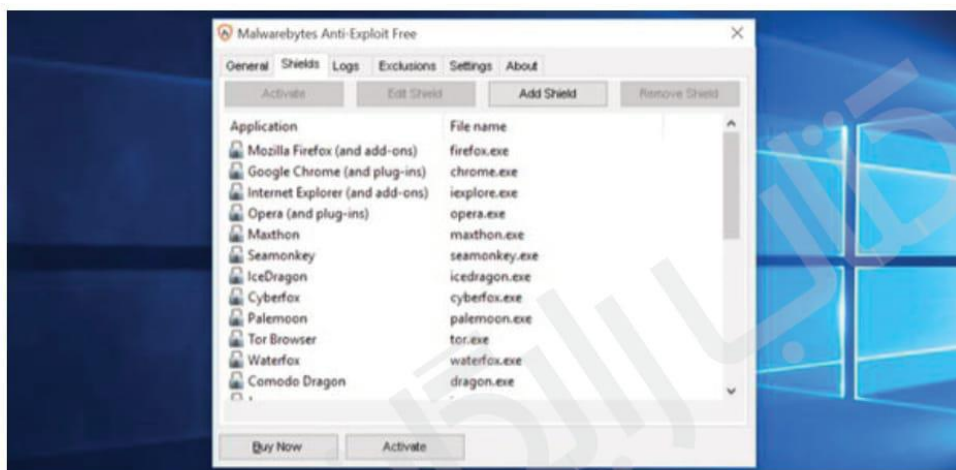 Malwarebytes Anti-Exploit Free
General Shields Logs Exclusions Settings About
Activate Edit Shield Add Shield Remove Shield
Application File name
Mozilla Firefox (and add-ons) firefox.exe
Google Chrome (and plug-ins) chrome.exe
Internet Explorer (and add-ons) iexplore.exe
Opera (and plug-ins) opera.exe
Maxthon maxthon.exe
Seamonkey seamonkey.exe
IceDragon icedragon.exe
Cyberfox cyberfox.exe
Palemoon palemoon.exe
Tor Browser tor.exe
Waterfox waterfox.exe
Comodo Dragon dragon.exe
Buy Now Activate